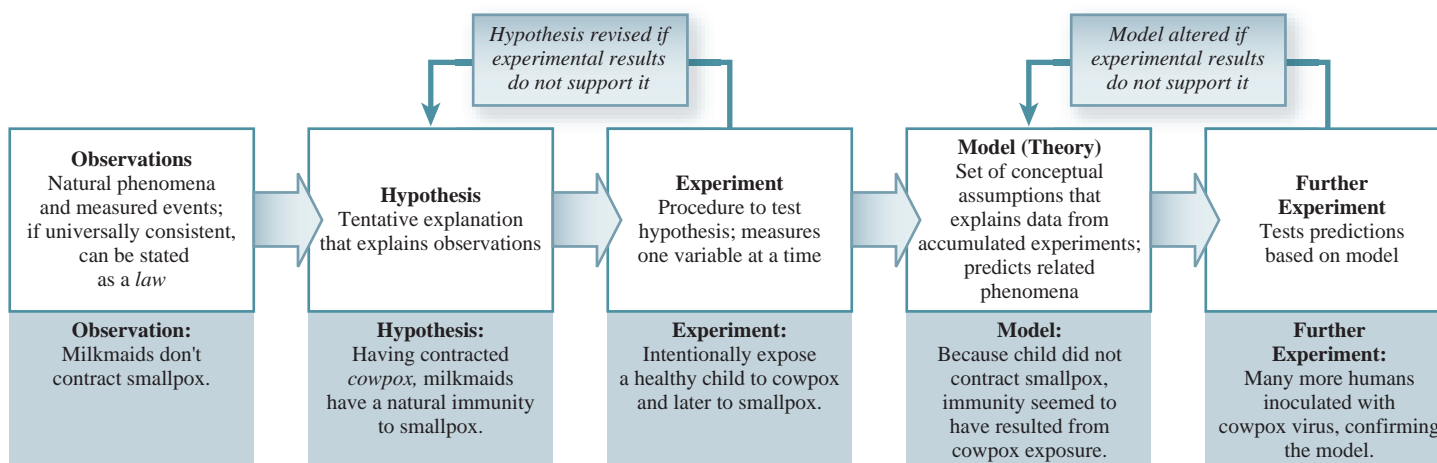 Hypothesis revised if
experimental results
do not support it
Model altered if
experimental results
do not support it
Observations
Natural phenomena
and measured events;
if universally consistent,
can be stated
as a law
Hypothesis
Tentative explanation
that explains observations
Experiment
Procedure to test
hypothesis; measures
one variable at a time
Model (Theory)
Set of conceptual
assumptions that
explains data from
accumulated experiments;
predicts related
phenomena
Further
Experiment
Tests predictions
based on model
Observation:
Milkmaids don't
contract smallpox.
Hypothesis:
Having contracted
cowpox, milkmaids
have a natural immunity
to smallpox.
Experiment:
Intentionally expose
a healthy child to cowpox
and later to smallpox.
Model:
Because child did not
contract smallpox,
immunity seemed to
have resulted from
cowpox exposure.
Further
Experiment:
Many more humans
inoculated with
cowpox virus, confirming
the model.